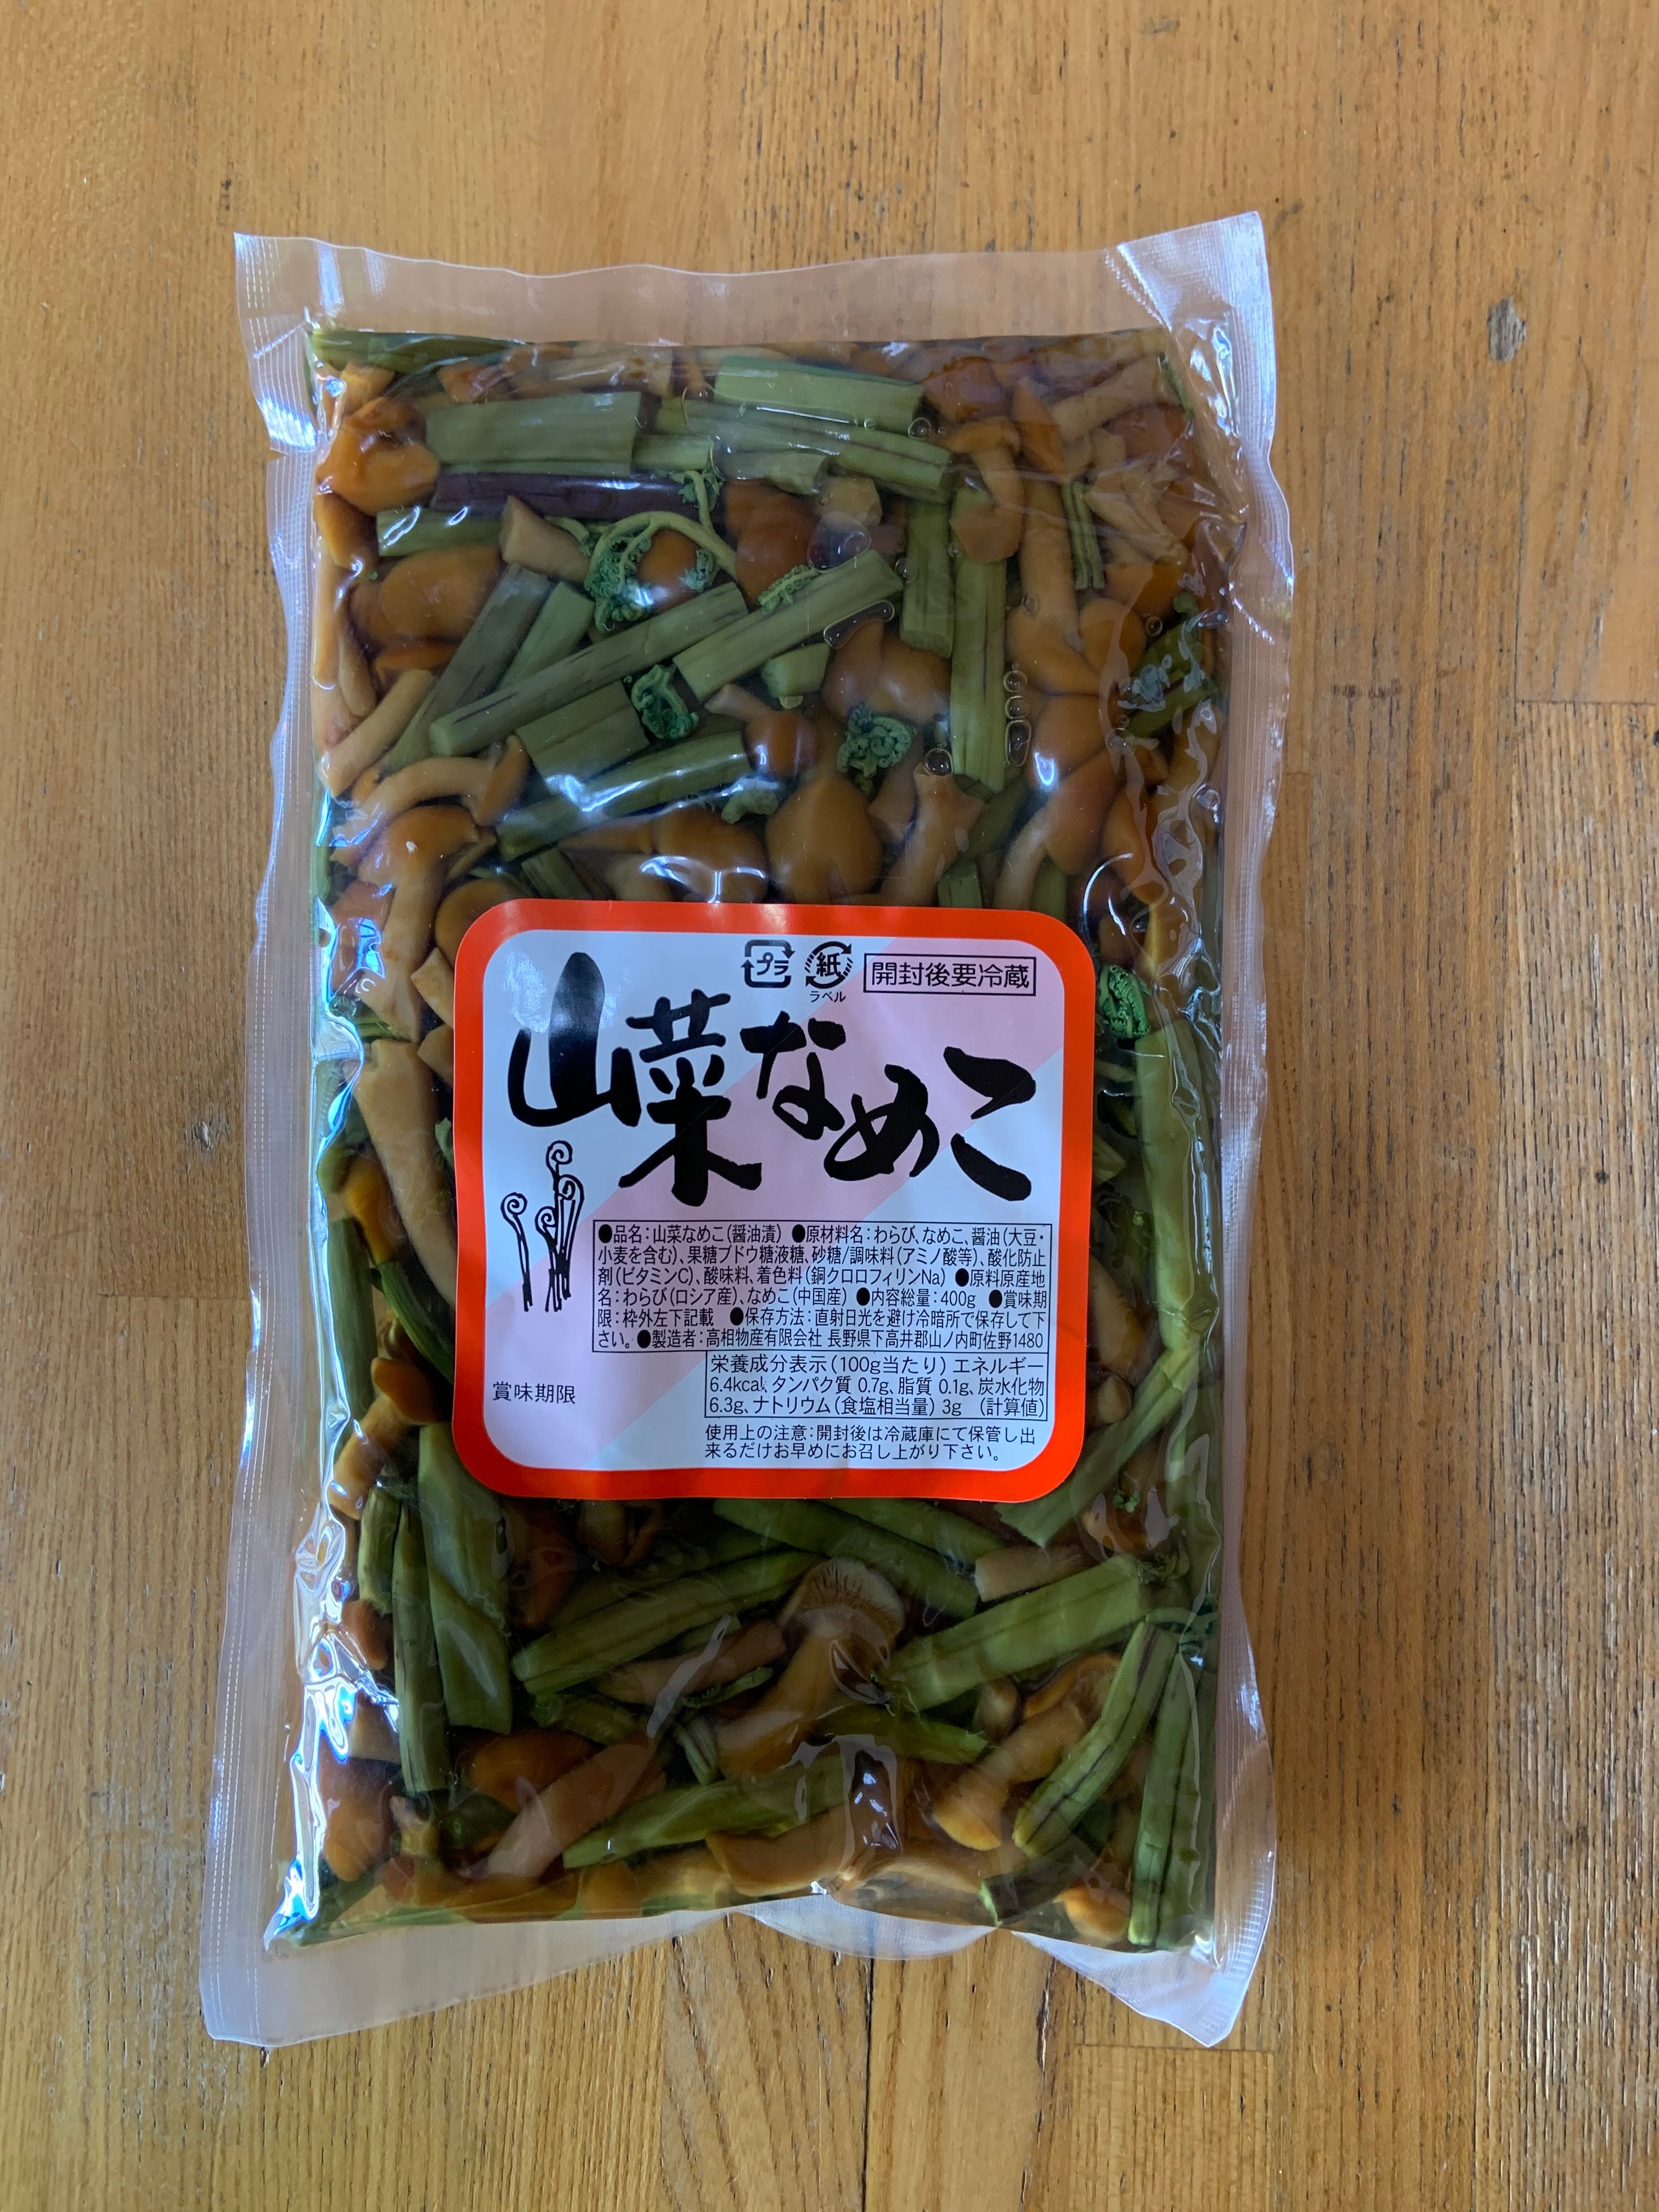 プラ
紙
ラベル
開封後要冷蔵
山菜なめこ
●品名:山菜なめこ(醤油漬) ●原材料名:わらび、なめこ、醤油(大豆・
小麦を含む)、果糖ブドウ糖液糖、砂糖/調味料(アミノ酸等)、酸化防止
剤(ビタミンC)、酸味料、着色料(銅クロロフィリンNa) ●原料原産地
名:わらび(ロシア産)、なめこ(中国産) ●内容総量:400g ●賞味期
限:枠外左下記載 ●保存方法:直射日光を避け冷暗所で保存して下
さい。●製造者:高相物産有限会社 長野県下高井郡山ノ内町佐野1480
栄養成分表示(100g当たり) エネルギー
6.4kcal、タンパク質 0.7g、脂質 0.1g、炭水化物
6.3g、ナトリウム(食塩相当量) 3g (計算値)
賞味期限
使用上の注意:開封後は冷蔵庫にて保管し出
来るだけお早めにお召し上がり下さい。